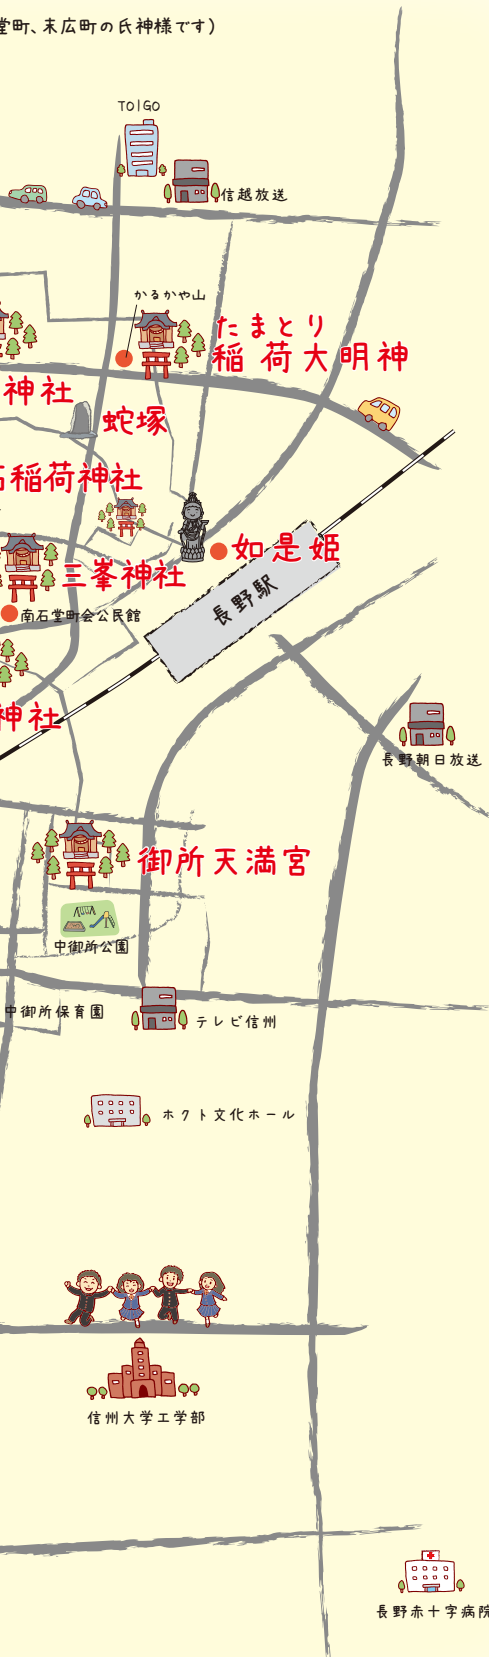 堂町、末広町の氏神様です)
TOIGO
信越放送
かるかや山
たまとり
稲荷大明神
神社
蛇塚
石稲荷神社
如是姫
三峯神社
長野駅
南石堂町会公民館
神社
長野朝日放送
御所天満宮
中御所公園
中御所保育園
テレビ信州
ホクト文化ホール
信州大学工学部
長野赤十字病院